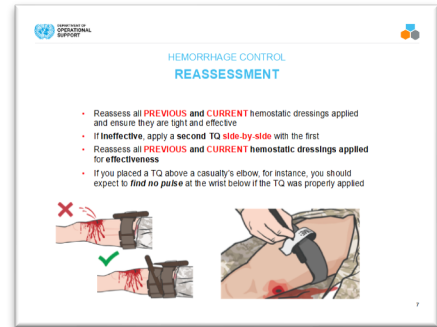 DEPARTMENT OF
OPERATIONAL
SUPPORT
HEMORRHAGE CONTROL
REASSESSMENT
• Reassess all PREVIOUS and CURRENT hemostatic dressings applied
and ensure they are tight and effective
• If Ineffective, apply a second TQ side-by-side with the first
• Reassess all PREVIOUS and CURRENT hemostatic dressings applied
for effectiveness
• If you placed a TQ above a casualty's elbow, for instance, you should
expect to find no pulse at the wrist below if the TQ was properly applied
7